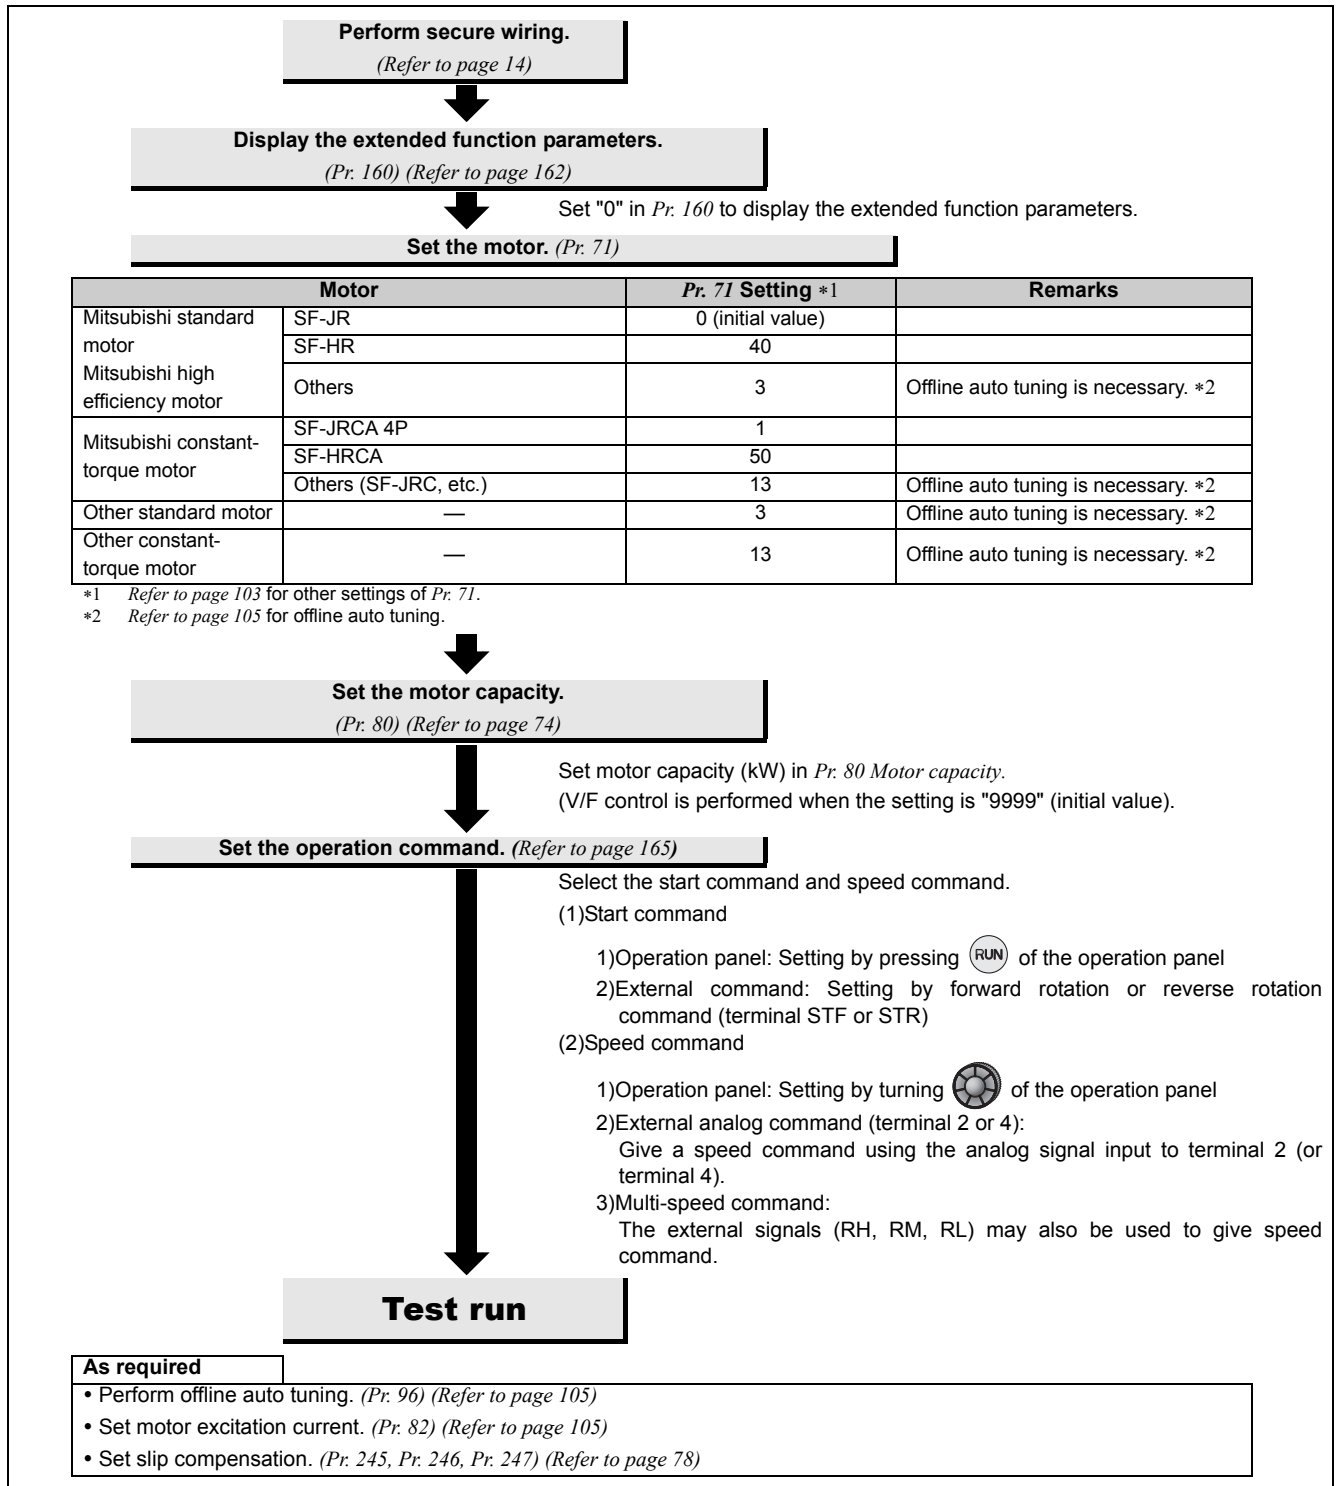 Perform secure wiring.
(Refer to page 14)
Display the extended function parameters.
(Pr. 160) (Refer to page 162)
Set "0" in Pr. 160 to display the extended function parameters.
Set the motor. (Pr. 71)
Motor Pr. 71 Setting *1 Remarks
Mitsubishi standard motor Mitsubishi high efficiency motor
SF-JR 0 (initial value)
SF-HR 40
Others 3 Offline auto tuning is necessary. *2
Mitsubishi constant-torque motor
SF-JRCA 4P 1
SF-HRCA 50
Others (SF-JRC, etc.) 13 Offline auto tuning is necessary. *2
Other standard motor — 3 Offline auto tuning is necessary. *2
Other constant-torque motor — 13 Offline auto tuning is necessary. *2
*1 Refer to page 103 for other settings of Pr. 71.
*2 Refer to page 105 for offline auto tuning.
Set the motor capacity.
(Pr. 80) (Refer to page 74)
Set motor capacity (kW) in Pr. 80 Motor capacity.
(V/F control is performed when the setting is "9999" (initial value).
Set the operation command. (Refer to page 165)
Select the start command and speed command.
(1)Start command
1)Operation panel: Setting by pressing RUN of the operation panel
2)External command: Setting by forward rotation or reverse rotation
command (terminal STF or STR)
(2)Speed command
1)Operation panel: Setting by turning of the operation panel
2)External analog command (terminal 2 or 4):
Give a speed command using the analog signal input to terminal 2 (or
terminal 4).
3)Multi-speed command:
The external signals (RH, RM, RL) may also be used to give speed
command.
Test run
As required
• Perform offline auto tuning. (Pr. 96) (Refer to page 105)
• Set motor excitation current. (Pr. 82) (Refer to page 105)
• Set slip compensation. (Pr. 245, Pr. 246, Pr. 247) (Refer to page 78)